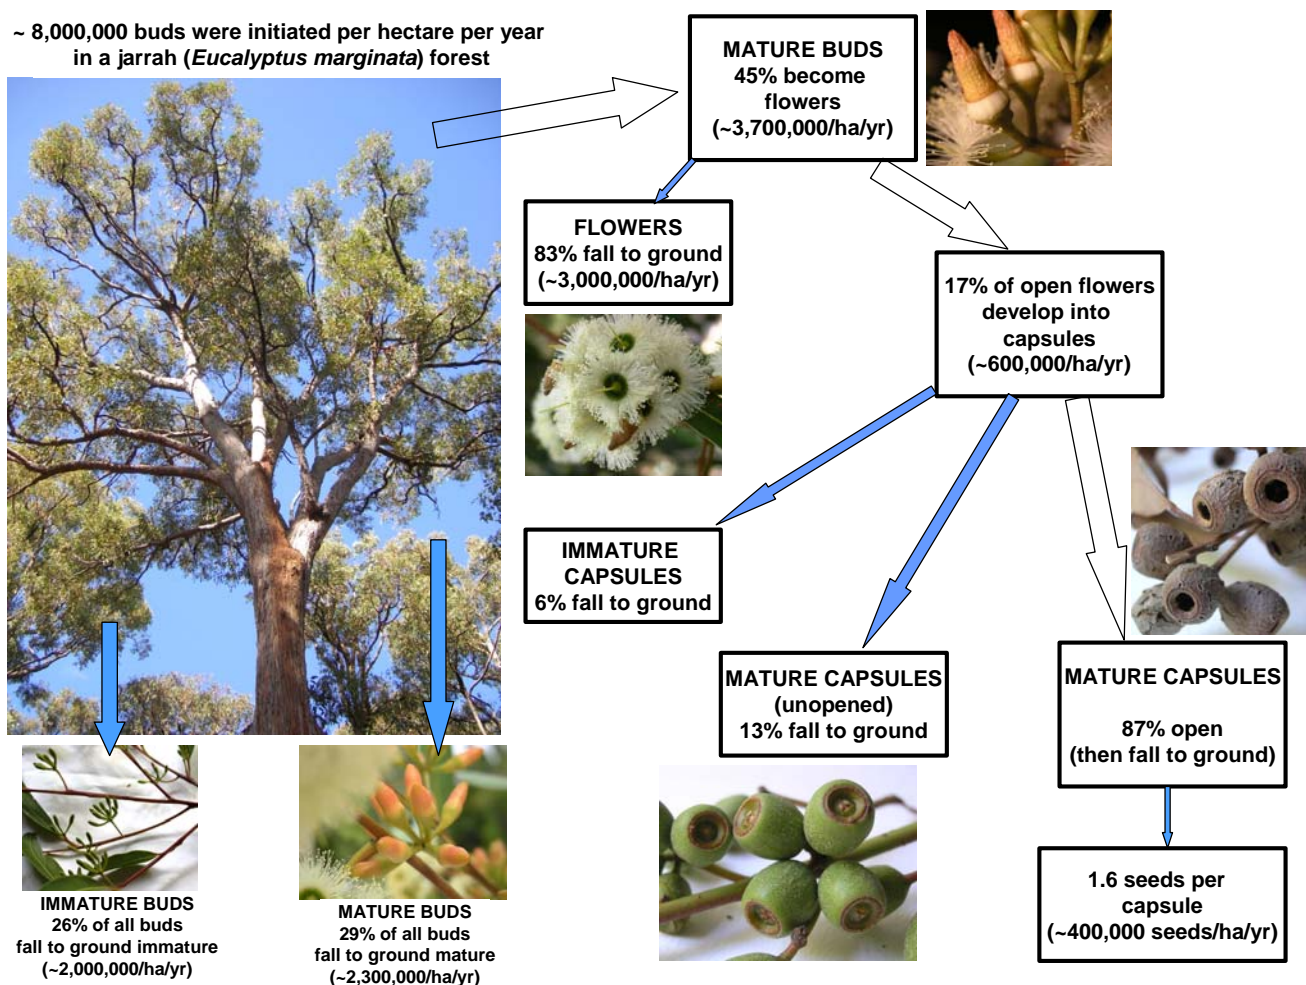 ~ 8,000,000 buds were initiated per hectare per year
in a jarrah (Eucalyptus marginata) forest
MATURE BUDS
45% become
flowers
(~3,700,000/ha/yr)
FLOWERS
83% fall to ground
(~3,000,000/ha/yr)
17% of open flowers
develop into
capsules
(~600,000/ha/yr)
IMMATURE
CAPSULES
6% fall to ground
MATURE CAPSULES
(unopened)
13% fall to ground
MATURE CAPSULES
87% open
(then fall to ground)
1.6 seeds per
capsule
(~400,000 seeds/ha/yr)
IMMATURE BUDS
26% of all buds
fall to ground immature
(~2,000,000/ha/yr)
MATURE BUDS
29% of all buds
fall to ground mature
(~2,300,000/ha/yr)